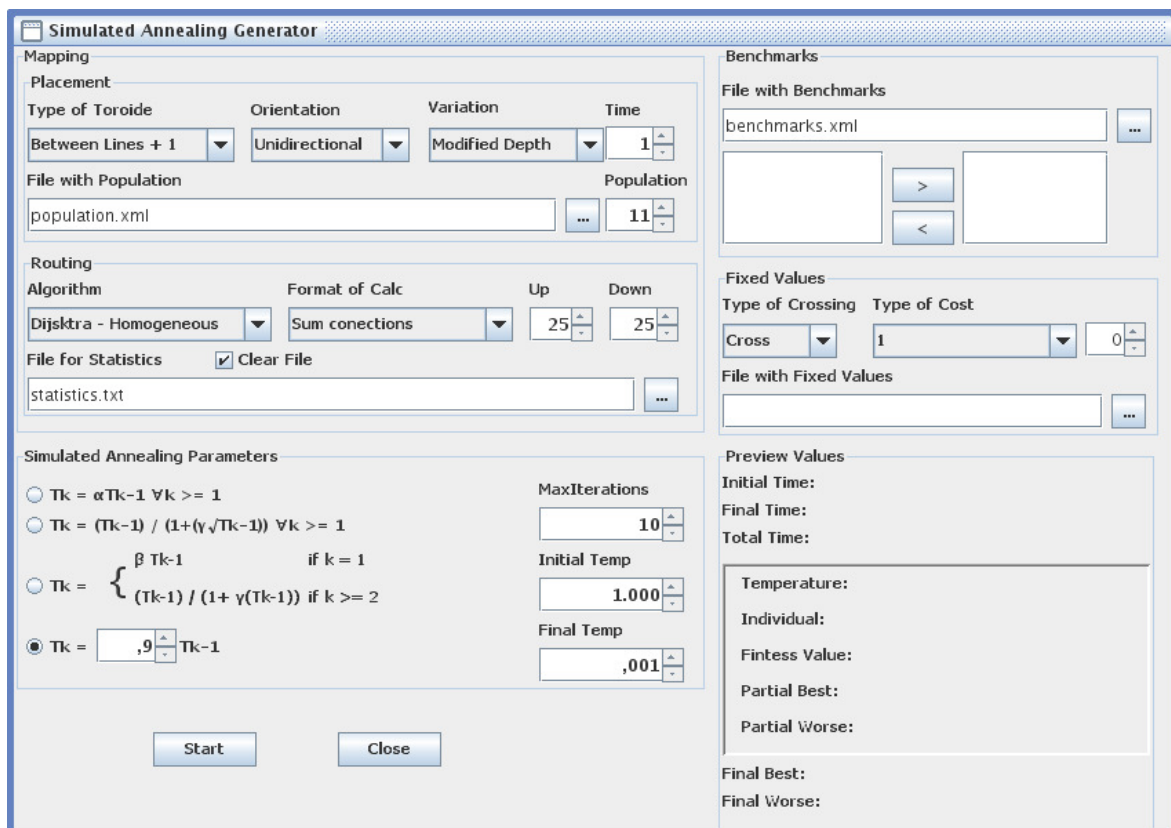 Simulated Annealing Generator
Mapping
Placement
Type of Toroide Orientation Variation Time
Between Lines + 1 Unidirectional Modified Depth 1
File with Population Population
population.xml ... 11
Routing
Algorithm Format of Calc Up Down
Dijsktra - Homogeneous Sum conections 25 25
File for Statistics Clear File
statistics.txt ...
Simulated Annealing Parameters
Tk = αTk-1 ∀k >= 1
Tk = (Tk-1) / (1+(γ√Tk-1)) ∀k >= 1
β Tk-1 if k = 1
Tk = {
(Tk-1) / (1+ γ(Tk-1)) if k >= 2
Tk = ,9 Tk-1
MaxIterations
10
Initial Temp
1.000
Final Temp
,001
Start Close
Benchmarks
File with Benchmarks
benchmarks.xml ...
>
<
Fixed Values
Type of Crossing Type of Cost
Cross 1 0
File with Fixed Values
...
Preview Values
Initial Time:
Final Time:
Total Time:
Temperature:
Individual:
Fintess Value:
Partial Best:
Partial Worse:
Final Best:
Final Worse: